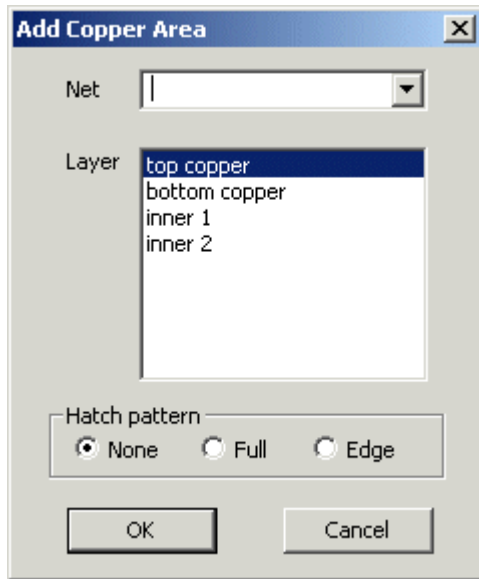 Add Copper Area
Net
Layer
top copper
bottom copper
inner 1
inner 2
Hatch pattern
None Full Edge
OK Cancel